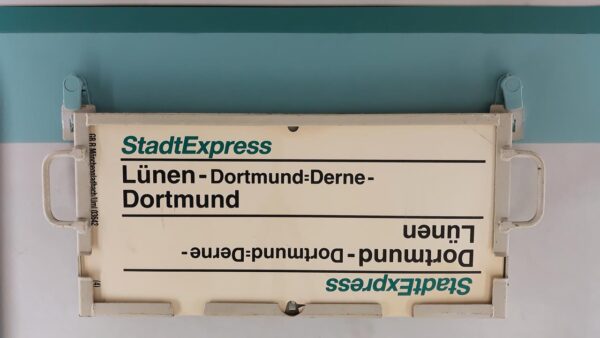 StadtExpress
Lünen - Dortmund=Derne -
Dortmund
Lünen
Dortmund - Dortmund=Derne -
StadtExpress